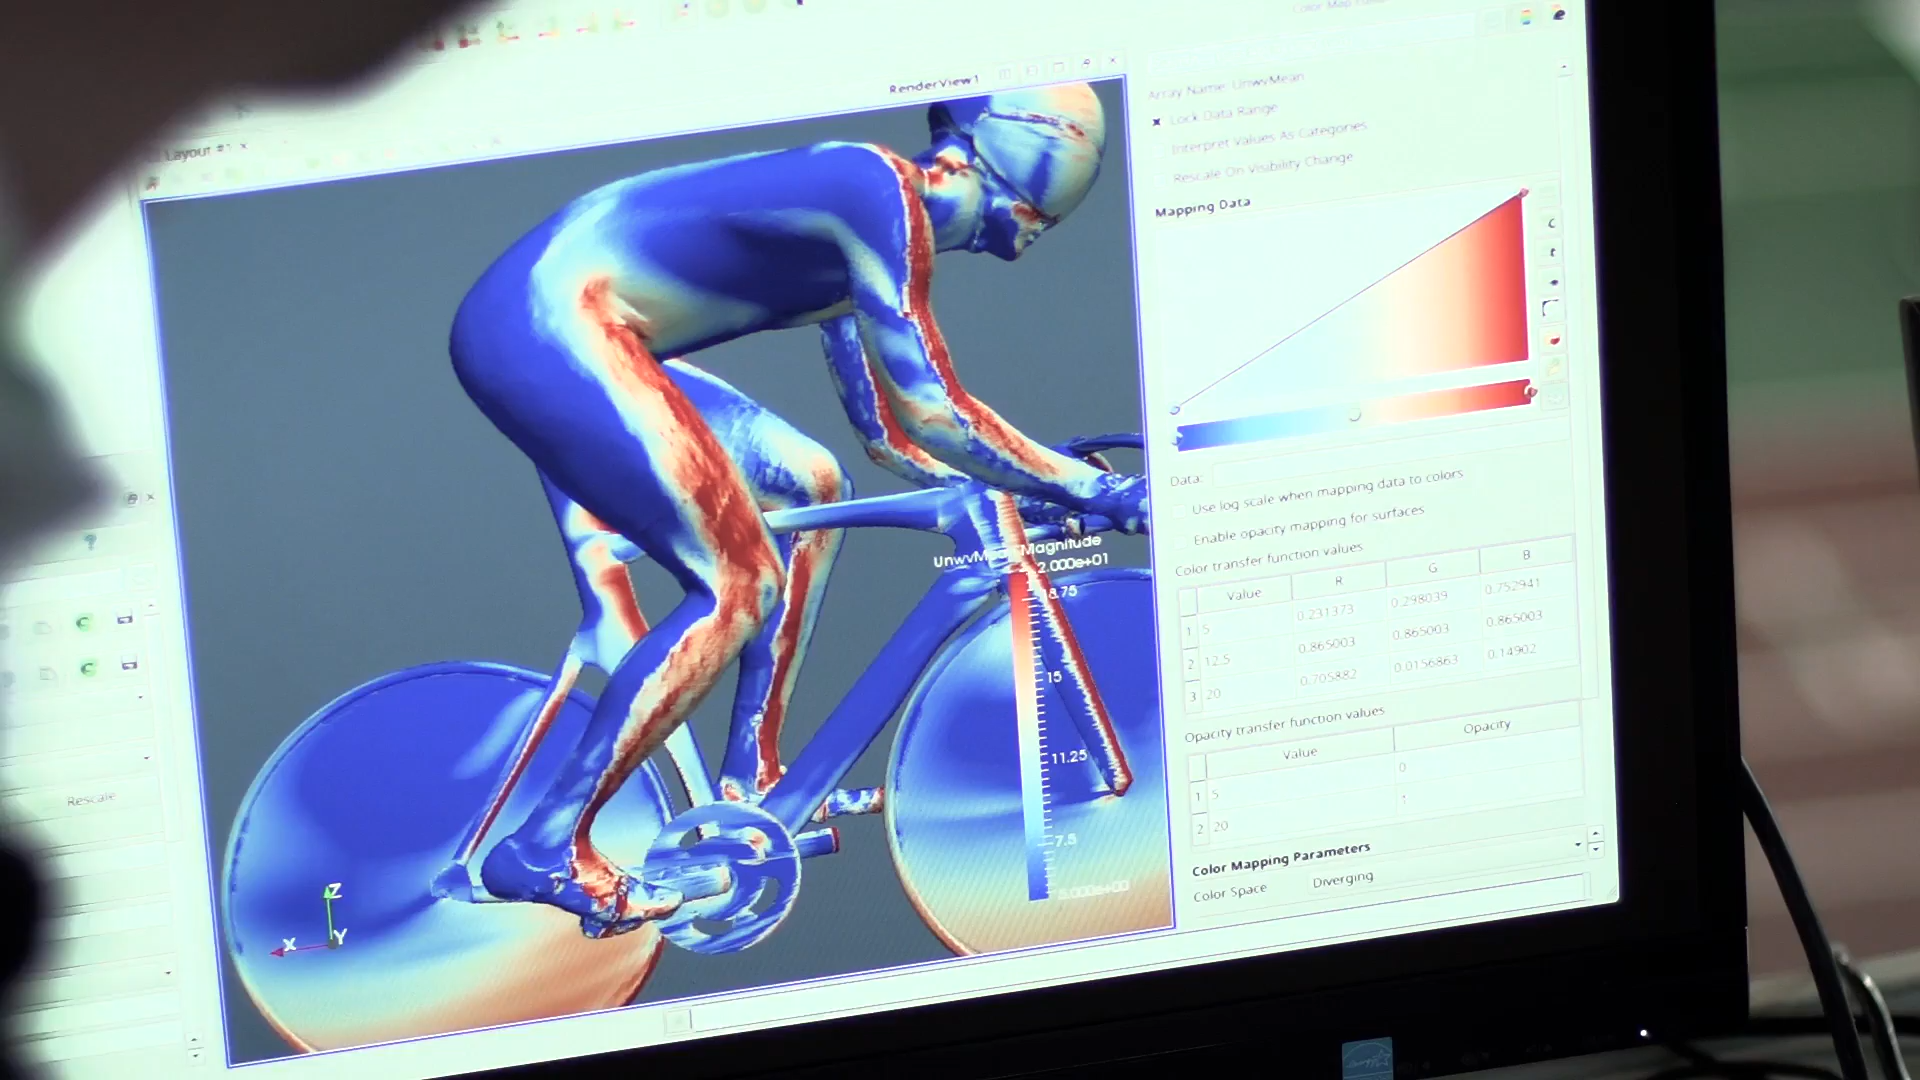 RenderView1
Layout #1
Array Name: UnwvMean
Lock Data Range
Interpret Values As Categories
Rescale On Visibility Change
Mapping Data
Data:
Use log scale when mapping data to colors
Enable opacity mapping for surfaces
Color transfer function values
Value R G B
1 5 0.231373 0.298039 0.752941
2 12.5 0.865003 0.865003 0.865003
3 20 0.705882 0.0156863 0.14902
Opacity transfer function values
Value Opacity
1 5 0
2 20
Color Mapping Parameters
Color Space Diverging
Magnitude
2.000e+01
18.75
15
11.25
7.5
5.000e+00
Rescale
Z
X
Y